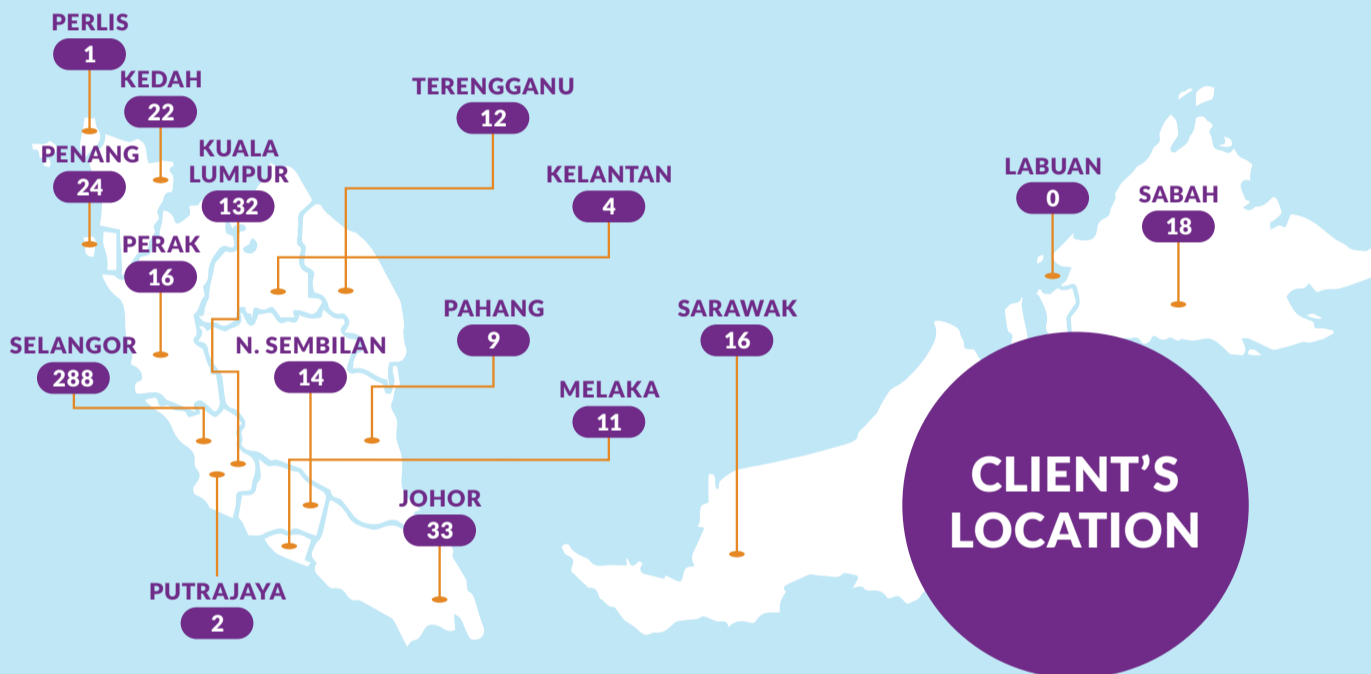 PERLIS
1
KEDAH
22
PENANG
24
KUALA
LUMPUR
132
PERAK
16
SELANGOR
288
N. SEMBILAN
14
TERENGGANU
12
KELANTAN
4
PAHANG
9
MELAKA
11
JOHOR
33
PUTRAJAYA
2
SARAWAK
16
LABUAN
0
SABAH
18
CLIENT’S
LOCATION